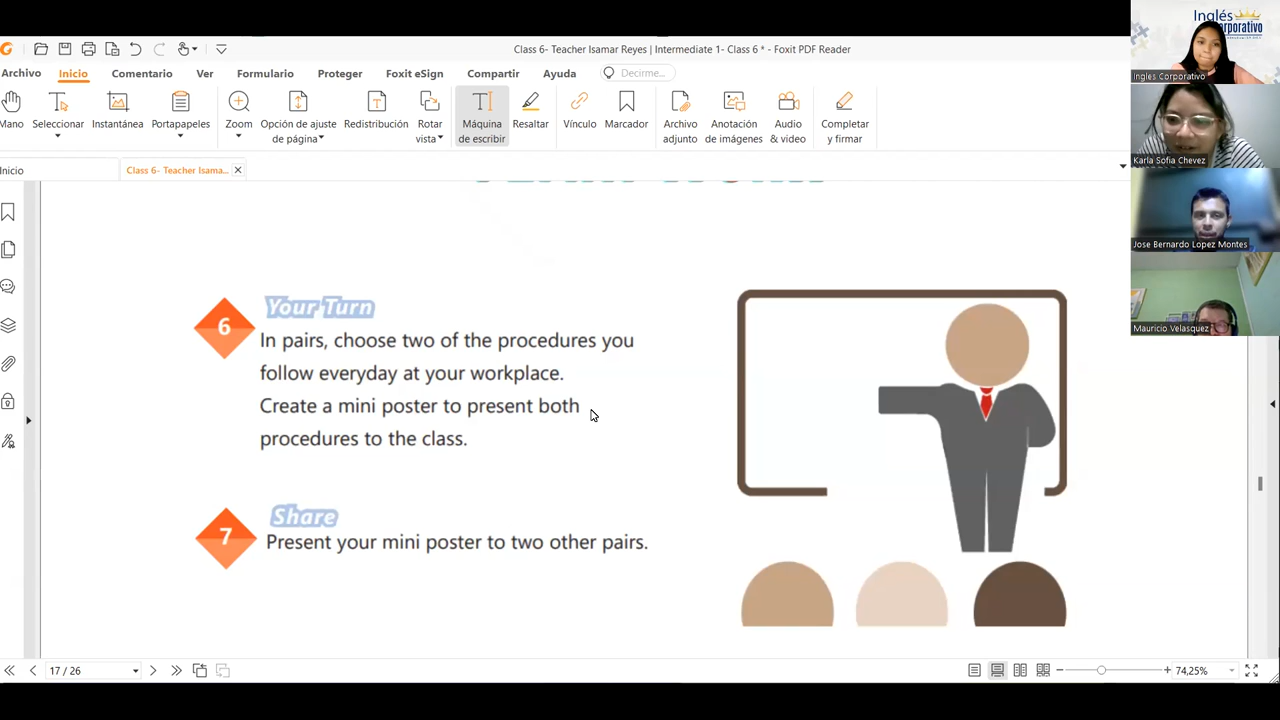 Class 6- Teacher Isamar Reyes | Intermediate 1- Class 6 * - Foxit PDF Reader
Archivo Inicio Comentario Ver Formulario Proteger Foxit eSign Compartir Ayuda Decirme...
Mano
Seleccionar
Instantánea
Portapapeles
Zoom
Opción de ajuste
de página
Redistribución
Rotar
vista
Máquina
de escribir
Resaltar
Vínculo
Marcador
Archivo
adjunto
Anotación
de imágenes
Audio
& video
Completar
y firmar
Inicio
Class 6- Teacher Isama...
6
Your Turn
In pairs, choose two of the procedures you
follow everyday at your workplace.
Create a mini poster to present both
procedures to the class.
7
Share
Present your mini poster to two other pairs.
17 / 26
74,25%
Inglés
Corporativo
Ingles Corporativo
Karla Sofia Chevez
Jose Bernardo Lopez Montes
Mauricio Velasquez